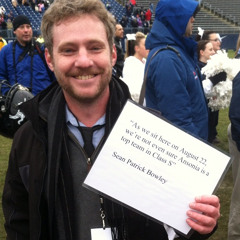 "As we sit here on August 22,
we're not even sure Ansonia is a
top team in Class S"
Sean Patrick Bowley